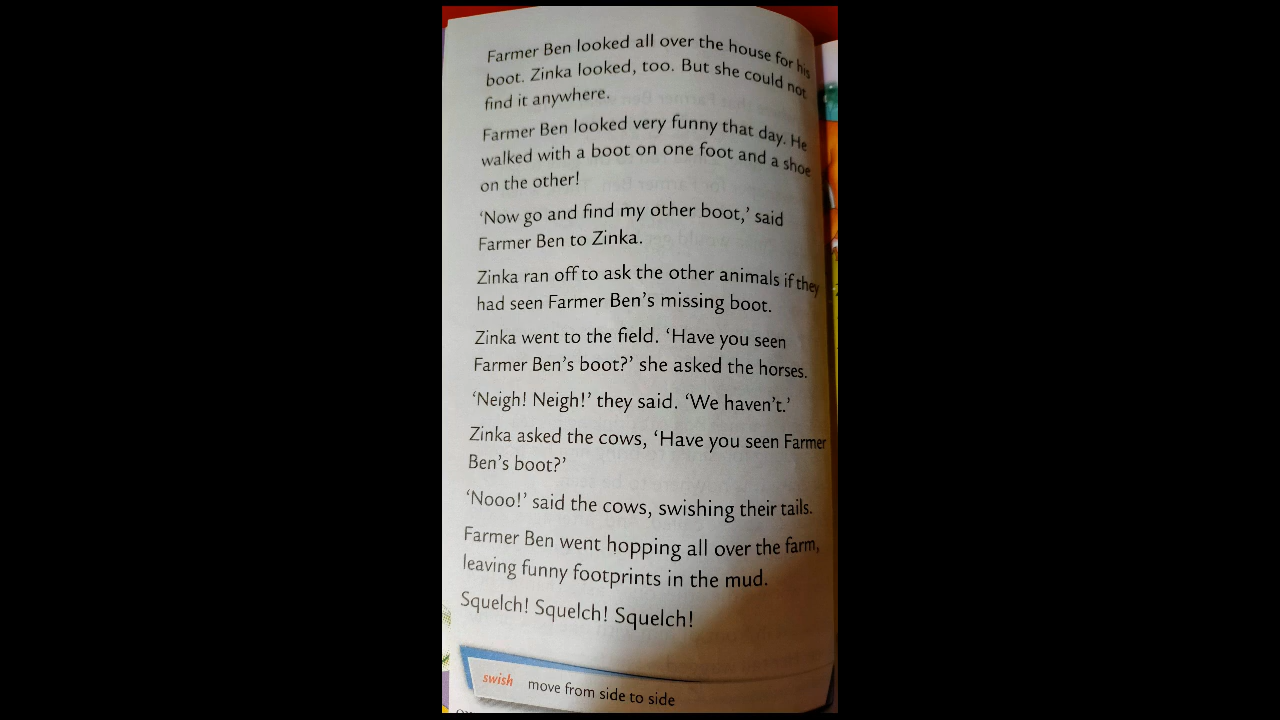 Farmer Ben looked all over the house for his
boot. Zinka looked, too. But she could not
find it anywhere.
Farmer Ben looked very funny that day. He
walked with a boot on one foot and a shoe
on the other!
‘Now go and find my other boot,’ said
Farmer Ben to Zinka.
Zinka ran off to ask the other animals if they
had seen Farmer Ben’s missing boot.
Zinka went to the field. ‘Have you seen
Farmer Ben’s boot?’ she asked the horses.
‘Neigh! Neigh!’ they said. ‘We haven’t.’
Zinka asked the cows, ‘Have you seen Farmer
Ben’s boot?’
‘Nooo!’ said the cows, swishing their tails.
Farmer Ben went hopping all over the farm,
leaving funny footprints in the mud.
Squelch! Squelch! Squelch!
swish move from side to side